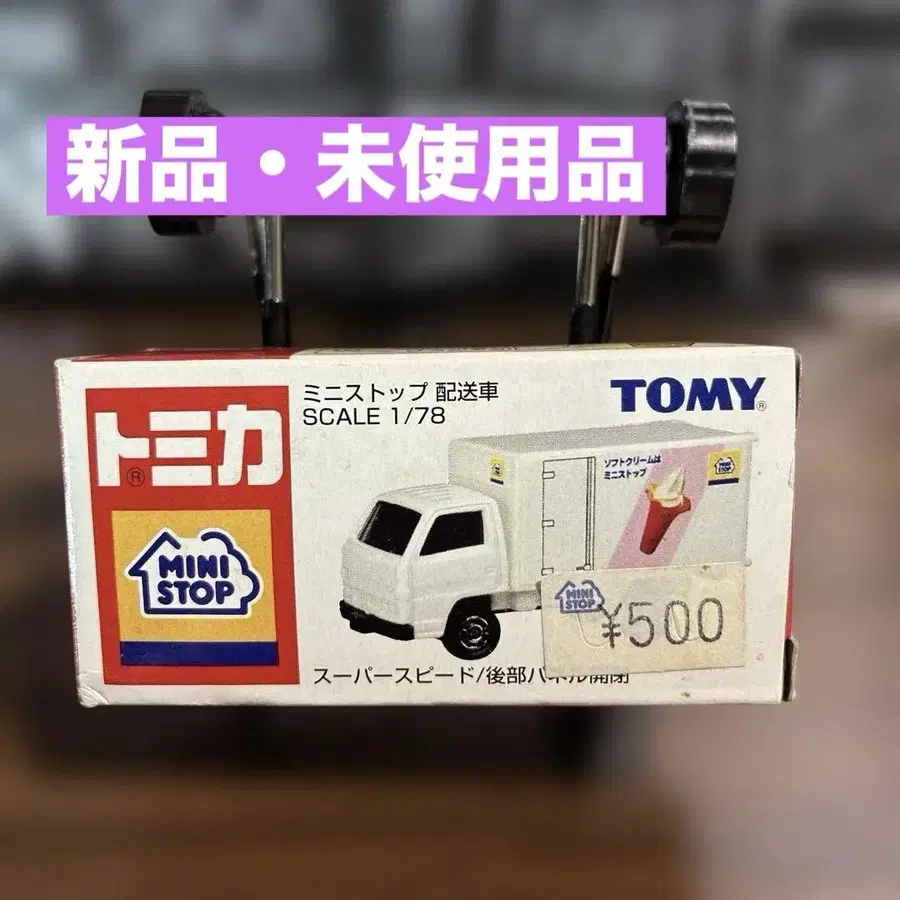 新品・未使用品
トミカ
®
ミニストップ 配送車
SCALE 1/78
TOMY®
MINI
STOP
ソフトクリームは
ミニストップ
MINI
STOP
MINI
STOP
¥500
スーパースピード/後部パネル開閉